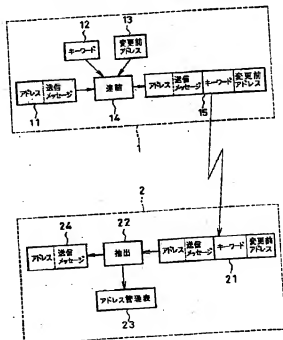 12
キーワード
13
変更前
アドレス
アドレス 送信
メッセージ
11
連結
14
アドレス 送信
メッセージ キーワード 変更前
アドレス
15
2
24
アドレス 送信
メッセージ
22
抽出
アドレス 送信
メッセージ キーワード 変更前
アドレス
21
アドレス管理表
23